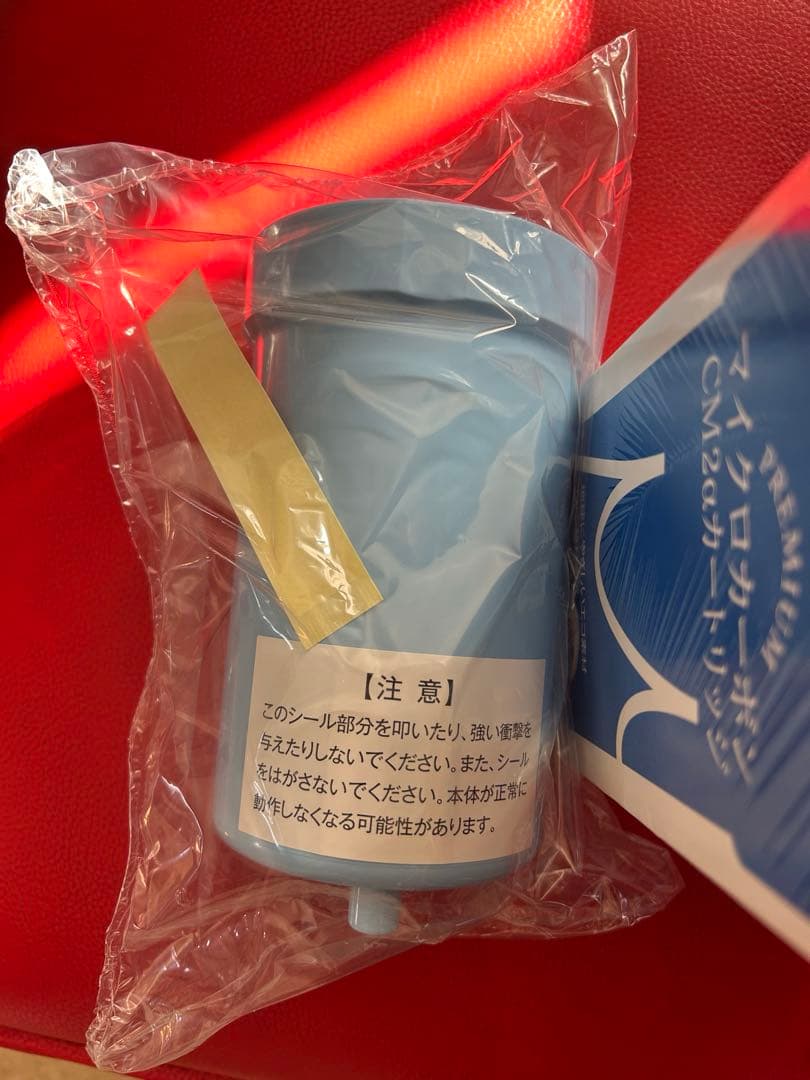 【注 意】
このシール部分を叩いたり、強い衝撃を
与えたりしないでください。また、シール
をはがさないでください。本体が正常に
動作しなくなる可能性があります。
PREMIUM
マイクロカーボン
CM2αカートリッジ